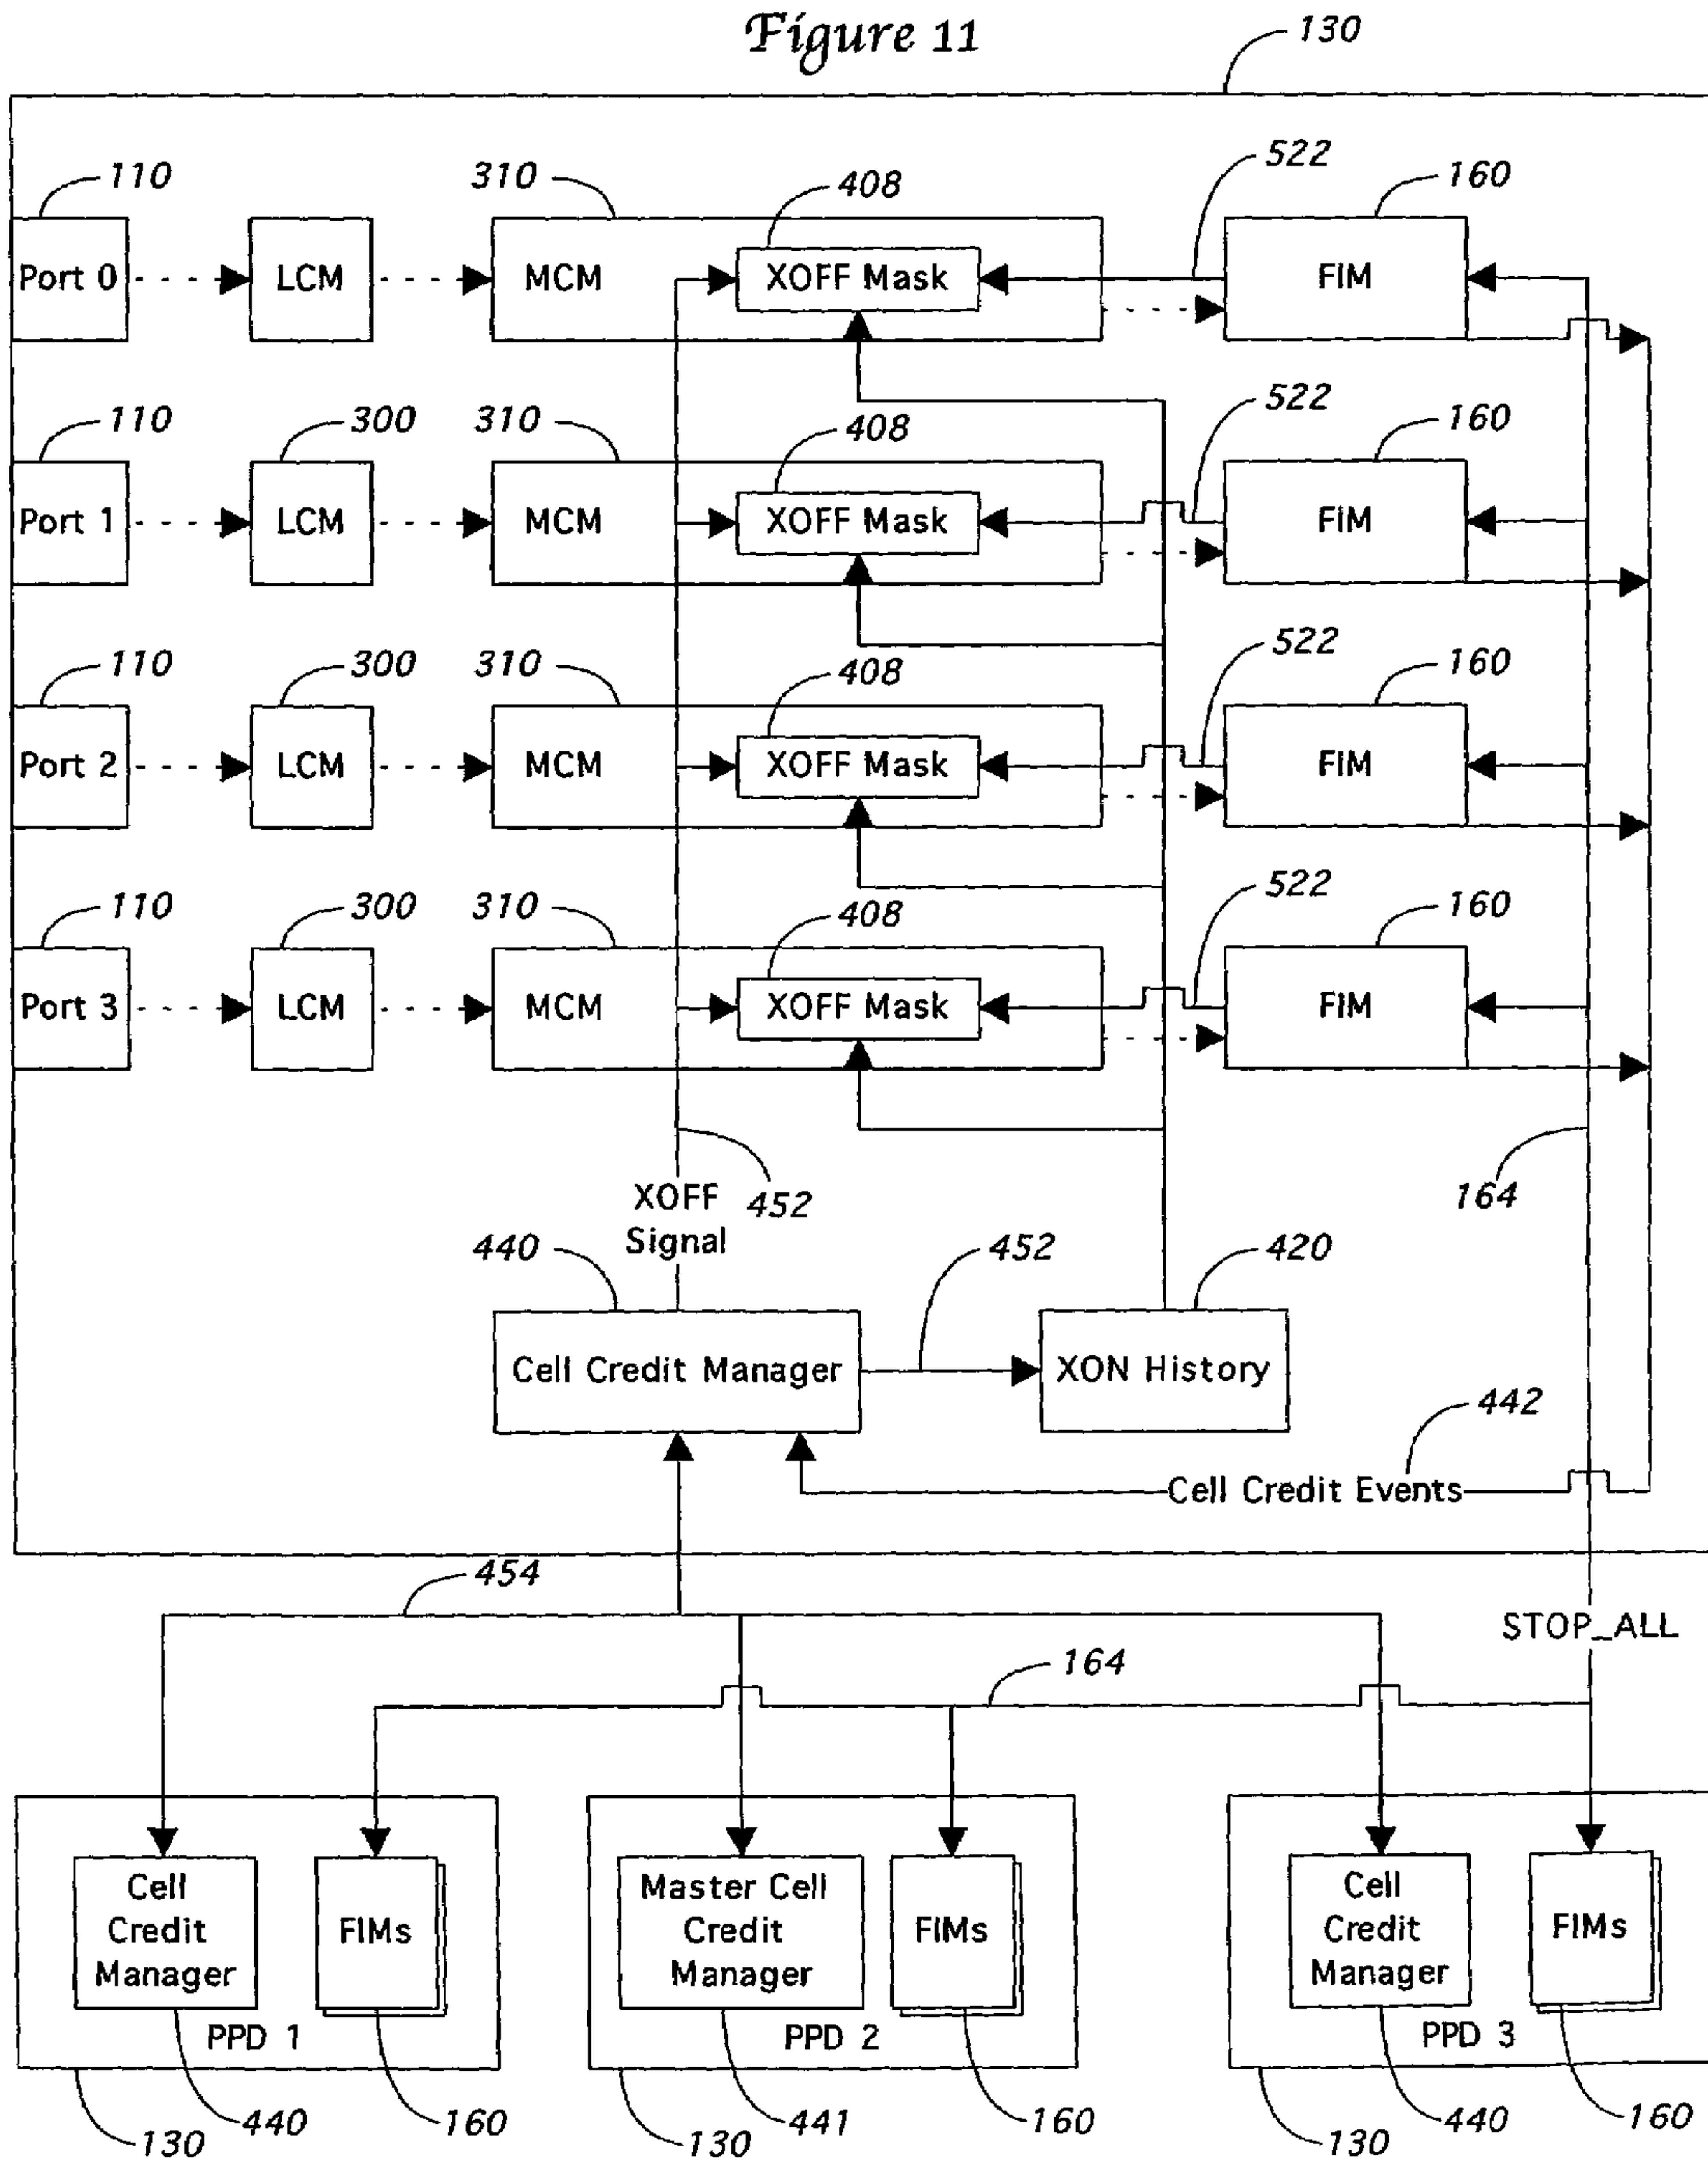 Figure 11
130
110
310
408
522
160
Port 0
LCM
MCM
XOFF Mask
FIM
110
300
310
408
522
160
Port 1
LCM
MCM
XOFF Mask
FIM
110
300
310
408
522
160
Port 2
LCM
MCM
XOFF Mask
FIM
110
300
310
408
522
160
Port 3
LCM
MCM
XOFF Mask
FIM
XOFF
Signal
452
164
440
452
420
Cell Credit Manager
XON History
442
Cell Credit Events
454
STOP_ALL
164
Cell
Credit
Manager
FIMs
PPD 1
Master Cell
Credit
Manager
FIMs
PPD 2
Cell
Credit
Manager
FIMs
PPD 3
130
440
160
130
441
160
130
440
160